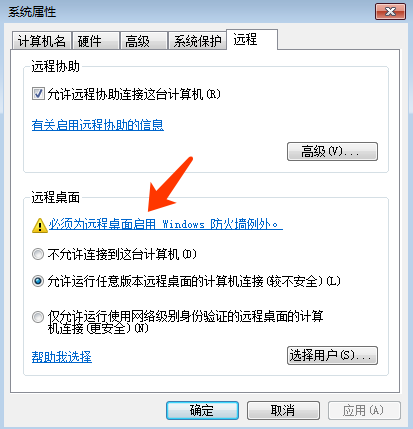 系统属性
计算机名 硬件 高级 系统保护 远程
远程协助
允许远程协助连接这台计算机(R)
有关启用远程协助的信息
高级(V)...
远程桌面
必须为远程桌面启用 Windows 防火墙例外。
不允许连接到这台计算机(D)
允许运行任意版本远程桌面的计算机连接(较不安全)(L)
仅允许运行使用网络级别身份验证的远程桌面的计算
机连接(更安全)(N)
帮助我选择
选择用户(S)...
确定 取消 应用(A)